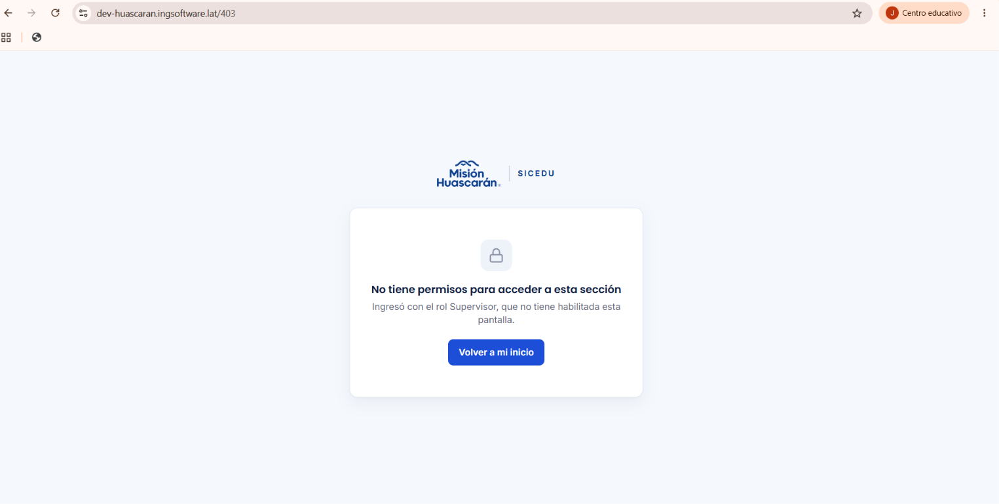 dev-huascaran.ingsoftware.lat/403
J Centro educativo
Misión
Huascarán®
SICEDU
No tiene permisos para acceder a esta sección
Ingresó con el rol Supervisor, que no tiene habilitada esta
pantalla.
Volver a mi inicio